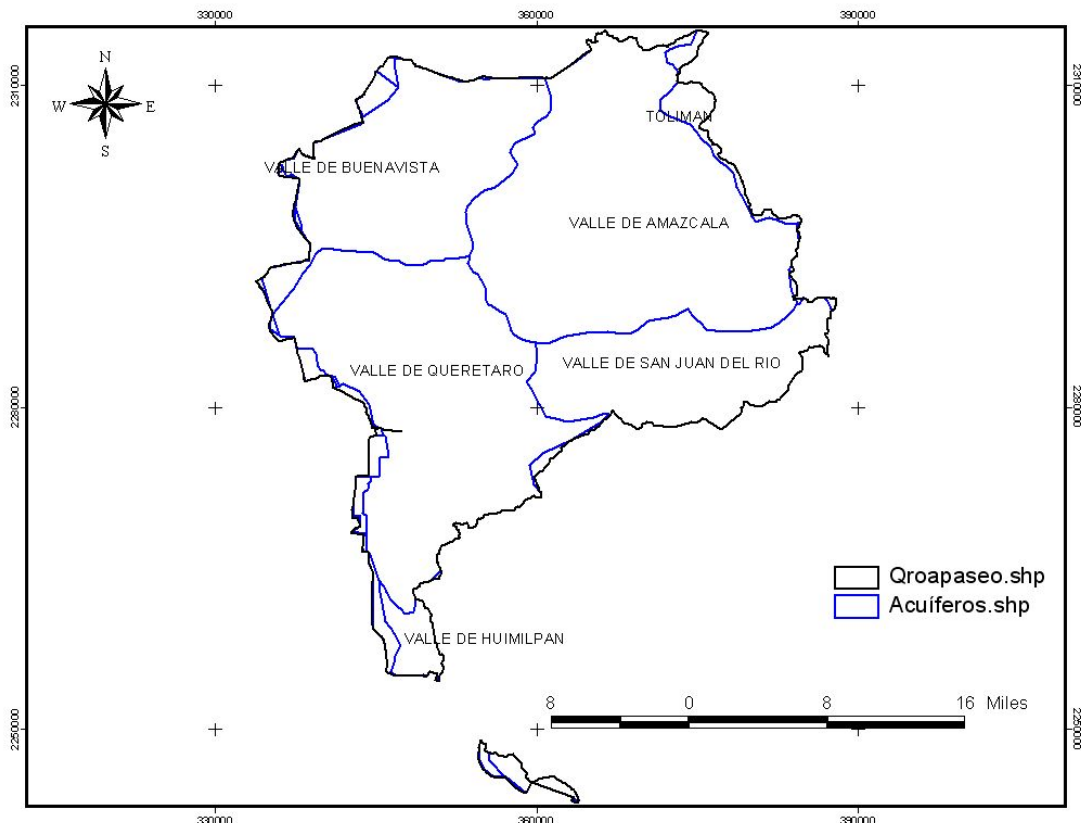 330000 360000 390000
N
W E
S
2310000 2310000
TOLIMAN
VALLE DE BUENAVISTA
VALLE DE AMAZCALA
VALLE DE SAN JUAN DEL RIO
VALLE DE QUERETARO
2280000 2280000
Qroapaseo.shp
Acuíferos.shp
VALLE DE HUIMILPAN
8 0 8 16 Miles
2250000 2250000
330000 360000 390000